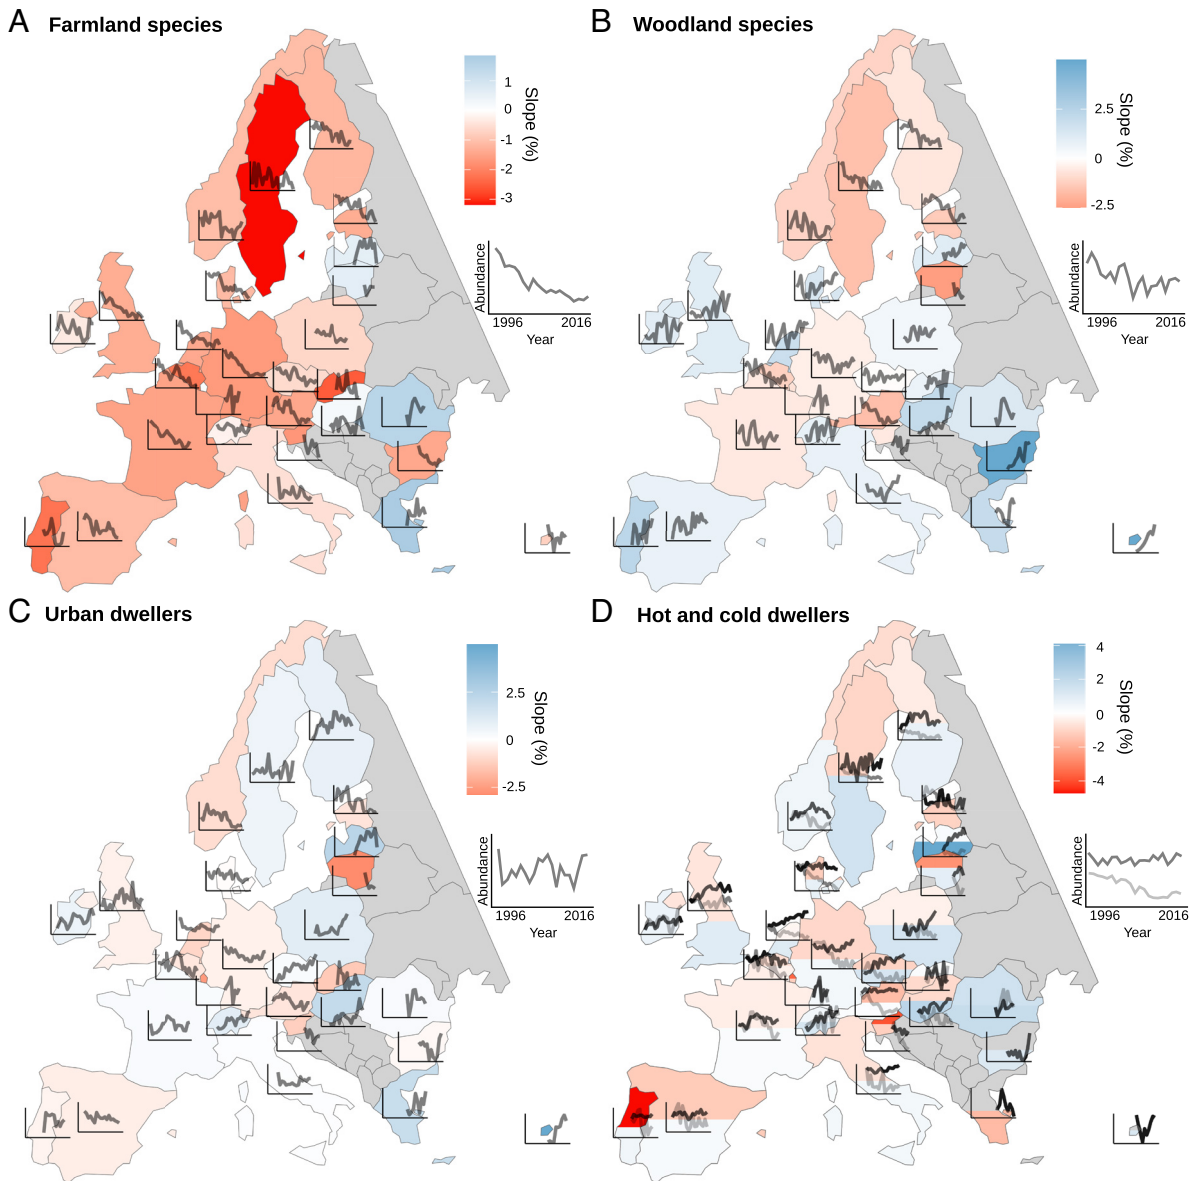 A Farmland species
1
0
-1
-2
-3
Slope (%)
Abundance
1996 2016
Year
B Woodland species
2.5
0
-2.5
Slope (%)
Abundance
1996 2016
Year
C Urban dwellers
2.5
0
-2.5
Slope (%)
Abundance
1996 2016
Year
D Hot and cold dwellers
4
2
0
-2
-4
Slope (%)
Abundance
1996 2016
Year